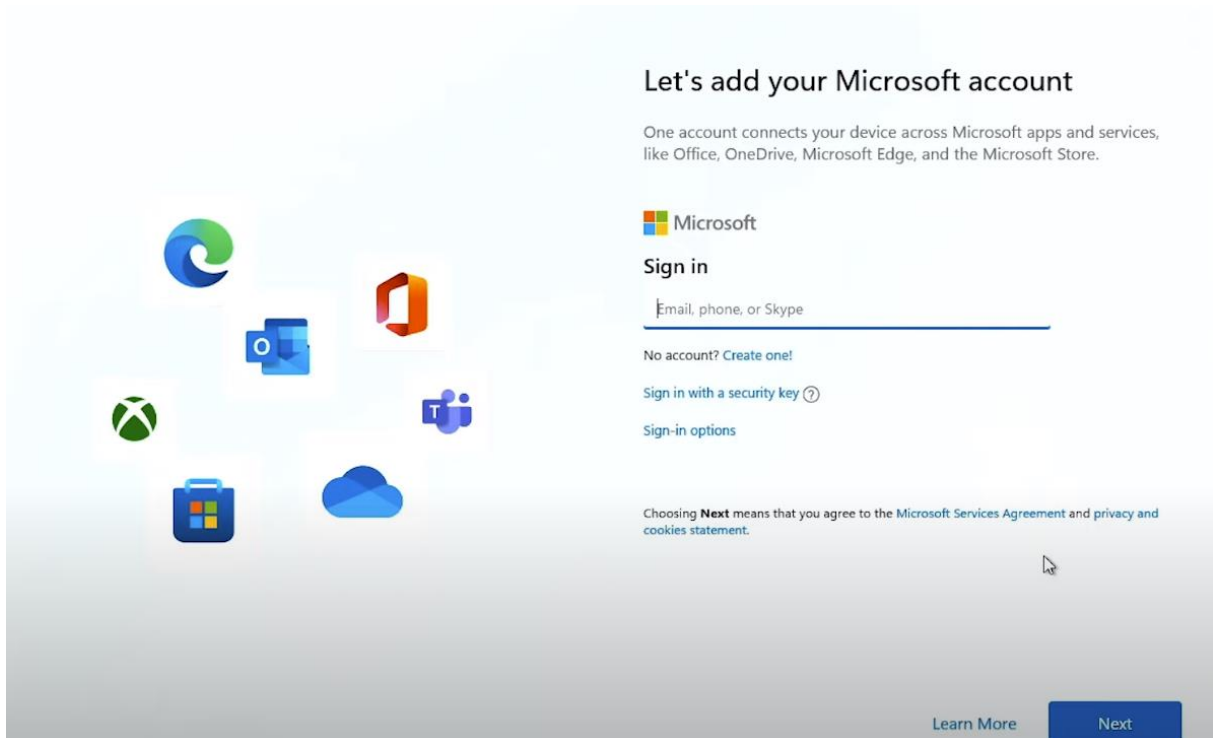 Let's add your Microsoft account
One account connects your device across Microsoft apps and services,
like Office, OneDrive, Microsoft Edge, and the Microsoft Store.
Microsoft
Sign in
Email, phone, or Skype
No account? Create one!
Sign in with a security key ?
Sign-in options
Choosing Next means that you agree to the Microsoft Services Agreement and privacy and
cookies statement.
O
T
Learn More
Next